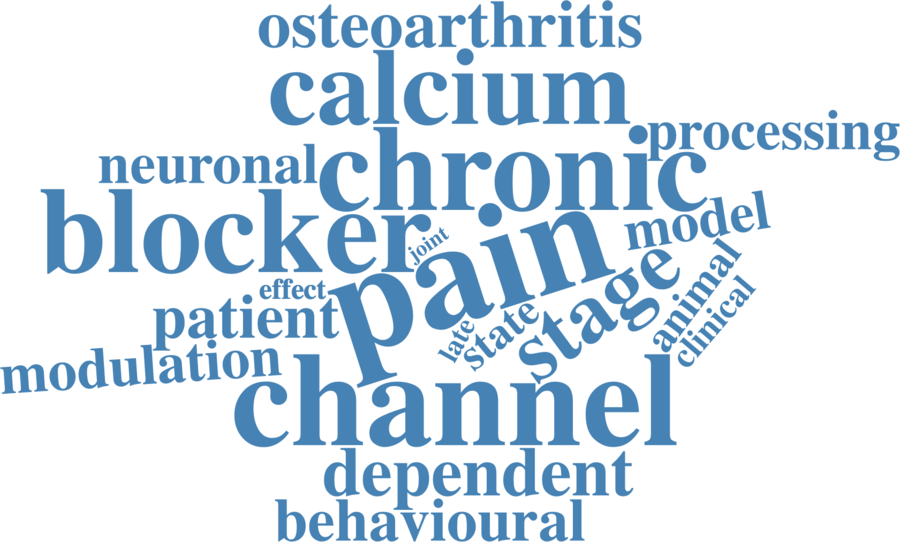 osteoarthritis
calcium
processing
chronic
neuronal
blocker
model
joint
pain
animal
stage
effect
clinical
patient
state
late
modulation
channel
dependent
behavioural